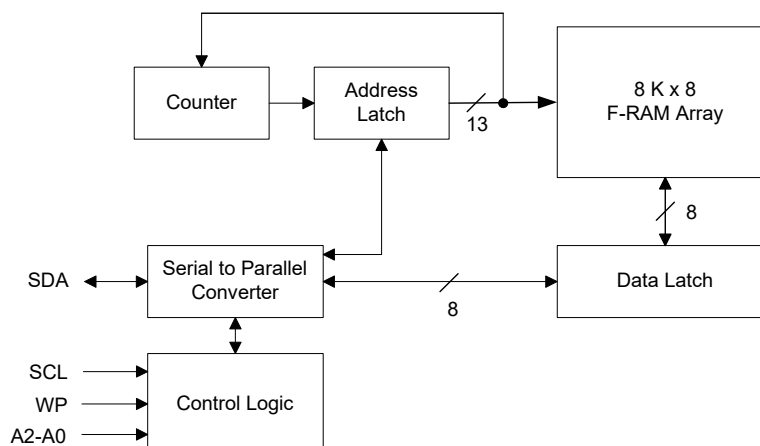 Counter
Address
Latch
13
8 K x 8
F-RAM Array
8
SDA
Serial to Parallel
Converter
8
Data Latch
SCL
WP
A2-A0
Control Logic